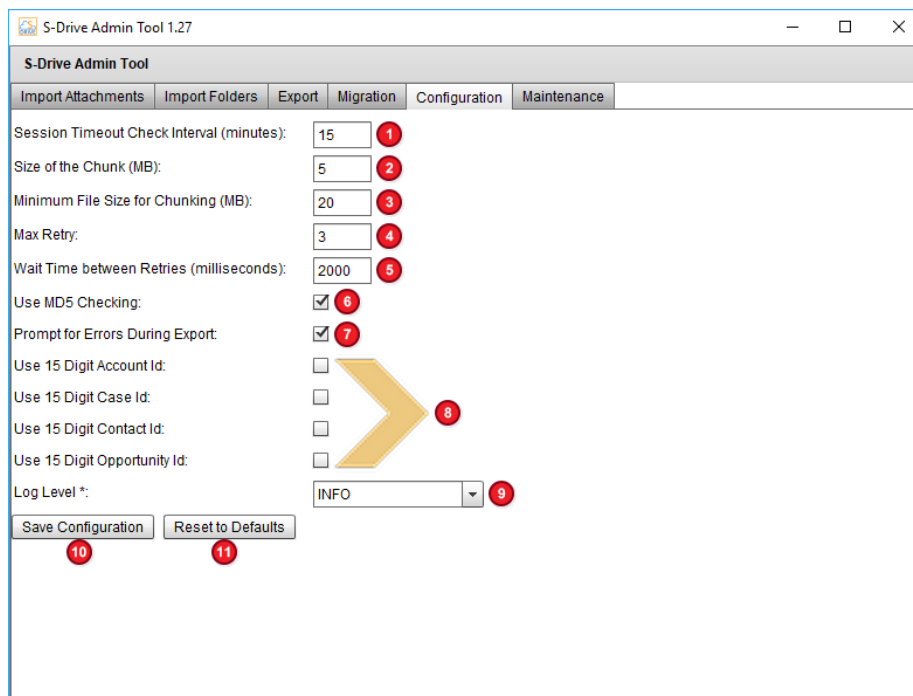 S-Drive Admin Tool 1.27
S-Drive Admin Tool
Import Attachments Import Folders Export Migration Configuration Maintenance
Session Timeout Check Interval (minutes): 15 1
Size of the Chunk (MB): 5 2
Minimum File Size for Chunking (MB): 20 3
Max Retry: 3 4
Wait Time between Retries (milliseconds): 2000 5
Use MD5 Checking: 6
Prompt for Errors During Export: 7
Use 15 Digit Account Id:
Use 15 Digit Case Id:
8
Use 15 Digit Contact Id:
Use 15 Digit Opportunity Id:
Log Level *: INFO 9
Save Configuration Reset to Defaults
10 11